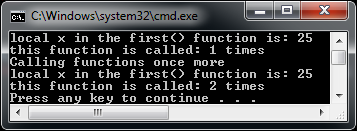 C:\Windows\system32\cmd.exe
local x in the first() function is: 25
this function is called: 1 times
Calling functions once more
local x in the first() function is: 25
this function is called: 2 times
Press any key to continue . . .